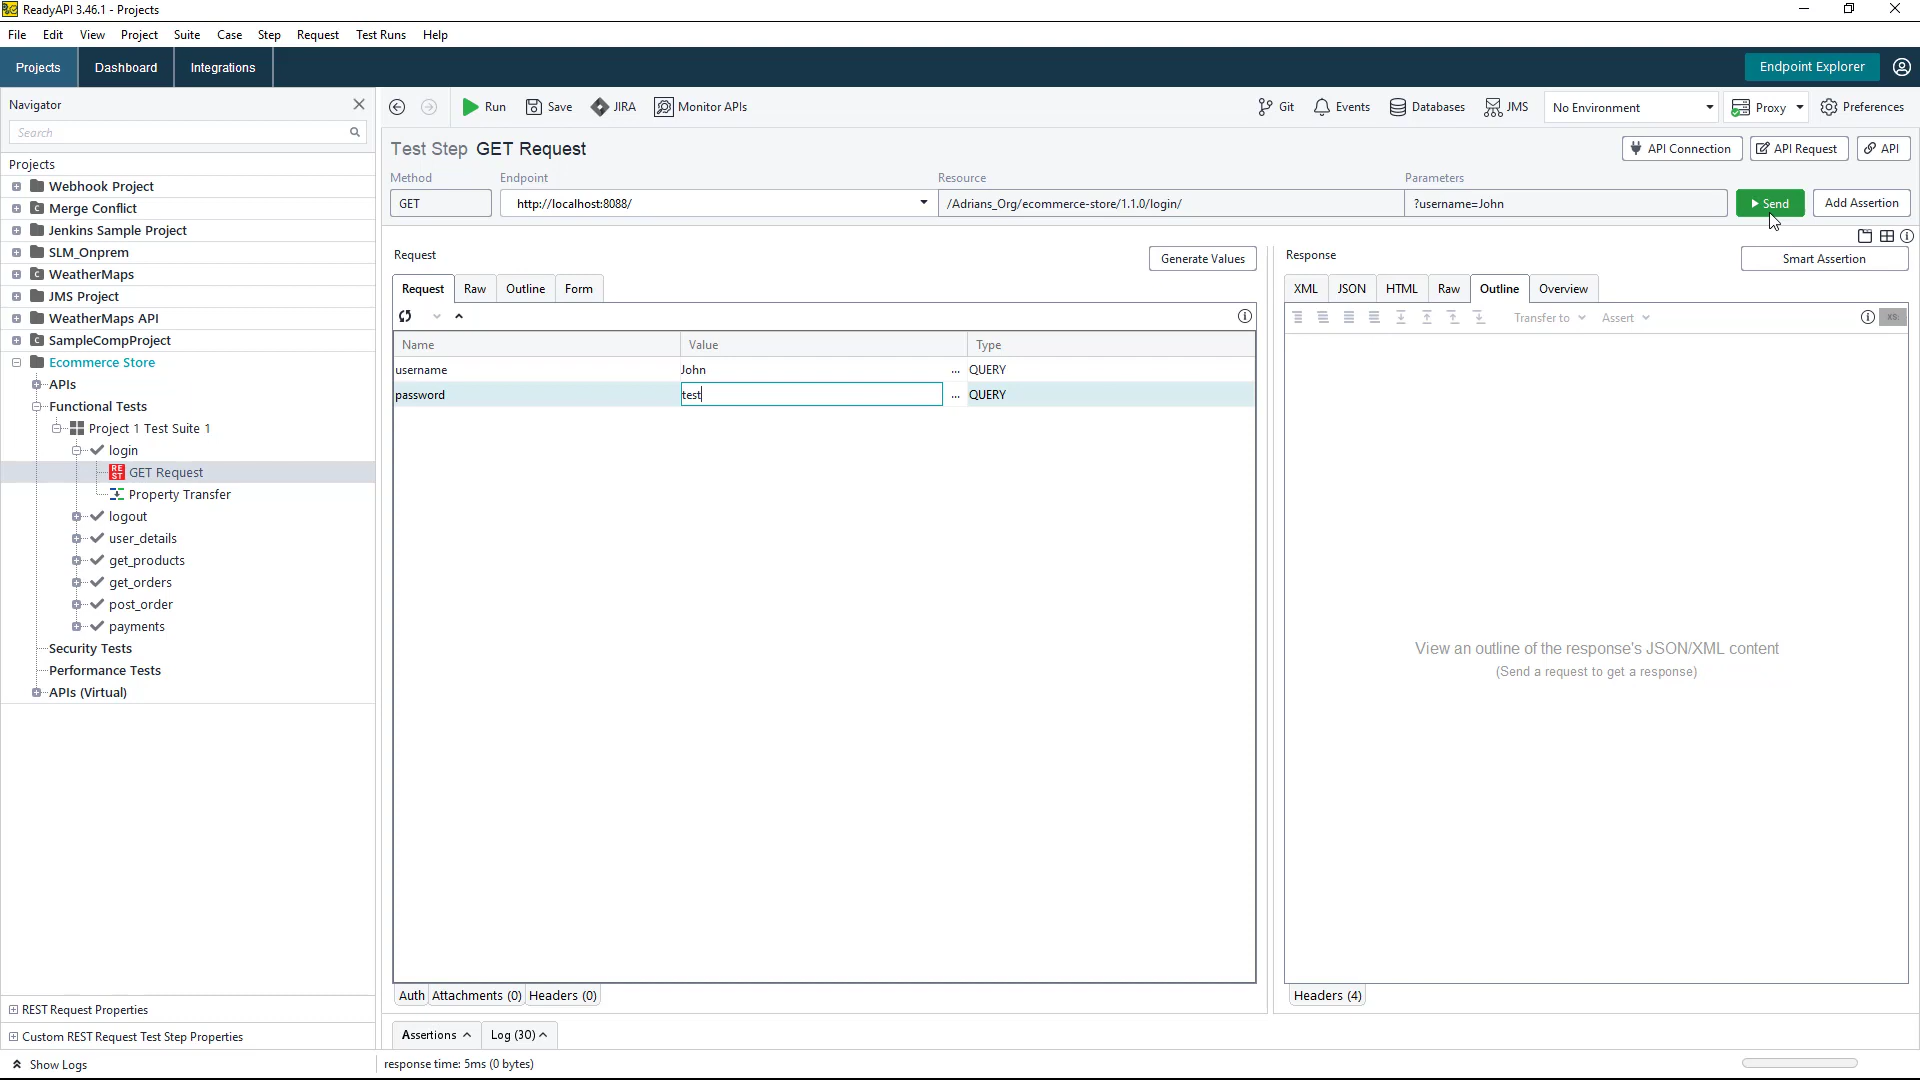 ReadyAPI 3.46.1 - Projects
File Edit View Project Suite Case Step Request Test Runs Help
Projects Dashboard Integrations Endpoint Explorer
Navigator
Run Save JIRA Monitor APIs Git Events Databases JMS No Environment Proxy Preferences
Search
Test Step GET Request API Connection API Request API
Projects
Webhook Project
Merge Conflict
Jenkins Sample Project
SLM_Onprem
WeatherMaps
JMS Project
WeatherMaps API
SampleCompProject
Ecommerce Store
APIs
Functional Tests
Project 1 Test Suite 1
login
GET Request
Property Transfer
logout
user_details
get_products
get_orders
post_order
payments
Security Tests
Performance Tests
APIs (Virtual)
REST Request Properties
Custom REST Request Test Step Properties
Show Logs
Method Endpoint Resource Parameters
GET http://localhost:8088/ /Adrians_Org/ecommerce-store/1.1.0/login/ ?username=John Send Add Assertion
Request Generate Values
Request Raw Outline Form
Name Value Type
username John ... QUERY
password test ... QUERY
Auth Attachments (0) Headers (0)
Response Smart Assertion
XML JSON HTML Raw Outline Overview
Transfer to Assert XS:
View an outline of the response's JSON/XML content
(Send a request to get a response)
Headers (4)
Assertions Log (30)
response time: 5ms (0 bytes)